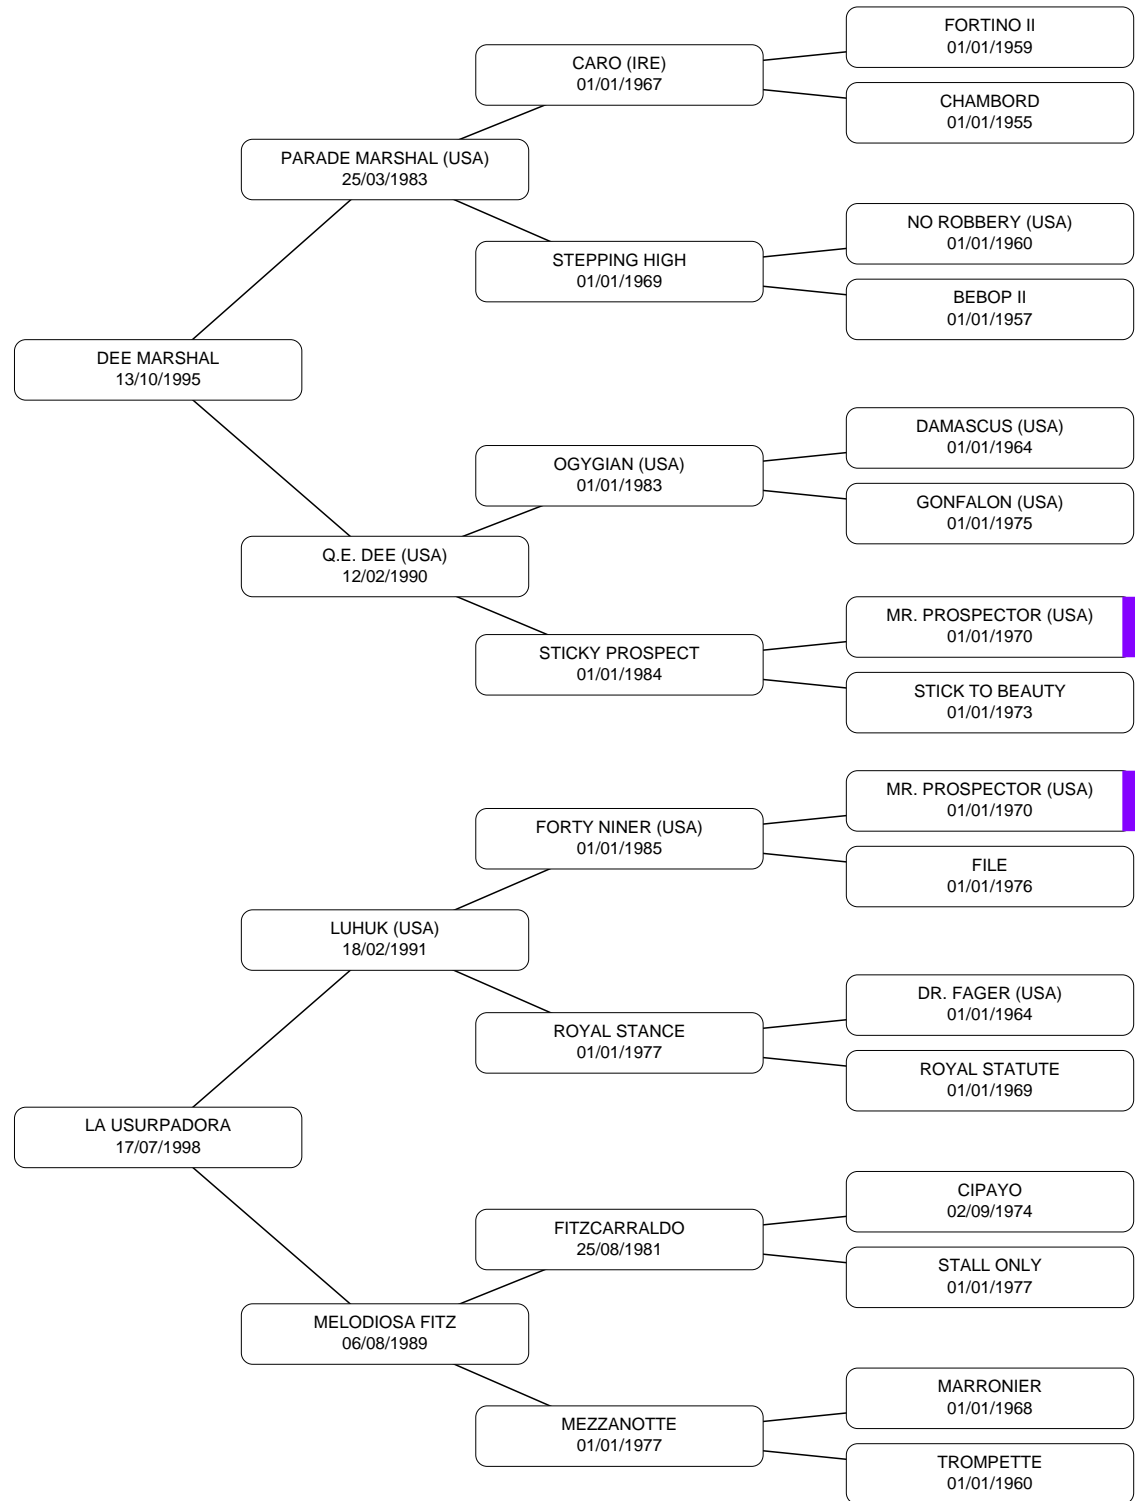 FORTINO II
01/01/1959
CARO (IRE)
01/01/1967
CHAMBORD
01/01/1955
PARADE MARSHAL (USA)
25/03/1983
NO ROBBERY (USA)
01/01/1960
STEPPING HIGH
01/01/1969
BEBOP II
01/01/1957
DEE MARSHAL
13/10/1995
DAMASCUS (USA)
01/01/1964
OGYGIAN (USA)
01/01/1983
GONFALON (USA)
01/01/1975
Q.E. DEE (USA)
12/02/1990
MR. PROSPECTOR (USA)
01/01/1970
STICKY PROSPECT
01/01/1984
STICK TO BEAUTY
01/01/1973
MR. PROSPECTOR (USA)
01/01/1970
FORTY NINER (USA)
01/01/1985
FILE
01/01/1976
LUHUK (USA)
18/02/1991
DR. FAGER (USA)
01/01/1964
ROYAL STANCE
01/01/1977
ROYAL STATUTE
01/01/1969
LA USURPADORA
17/07/1998
CIPAYO
02/09/1974
FITZCARRALDO
25/08/1981
STALL ONLY
01/01/1977
MELODIOSA FITZ
06/08/1989
MARRONIER
01/01/1968
MEZZANOTTE
01/01/1977
TROMPETTE
01/01/1960